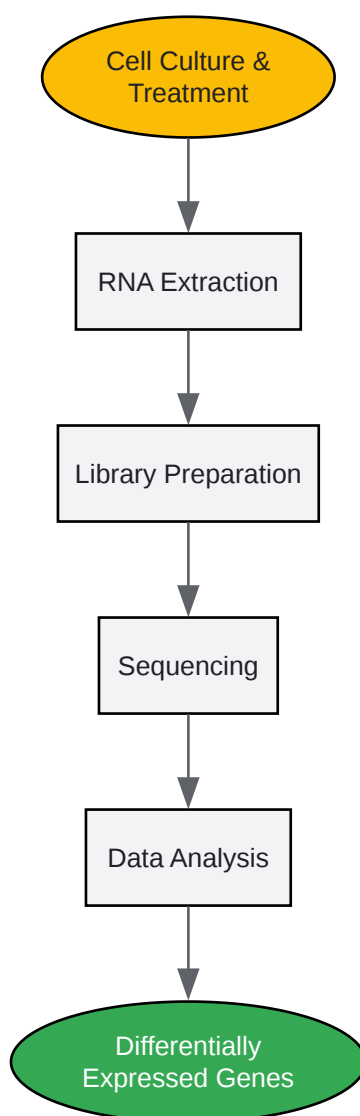 Cell Culture &
Treatment
RNA Extraction
Library Preparation
Sequencing
Data Analysis
Differentially
Expressed Genes